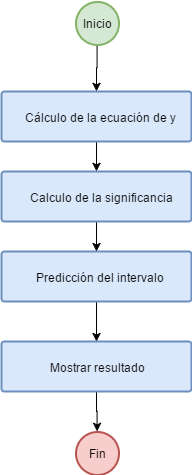 Inicio
Cálculo de la ecuación de y
Calculo de la significancia
Predicción del intervalo
Mostrar resultado
Fin